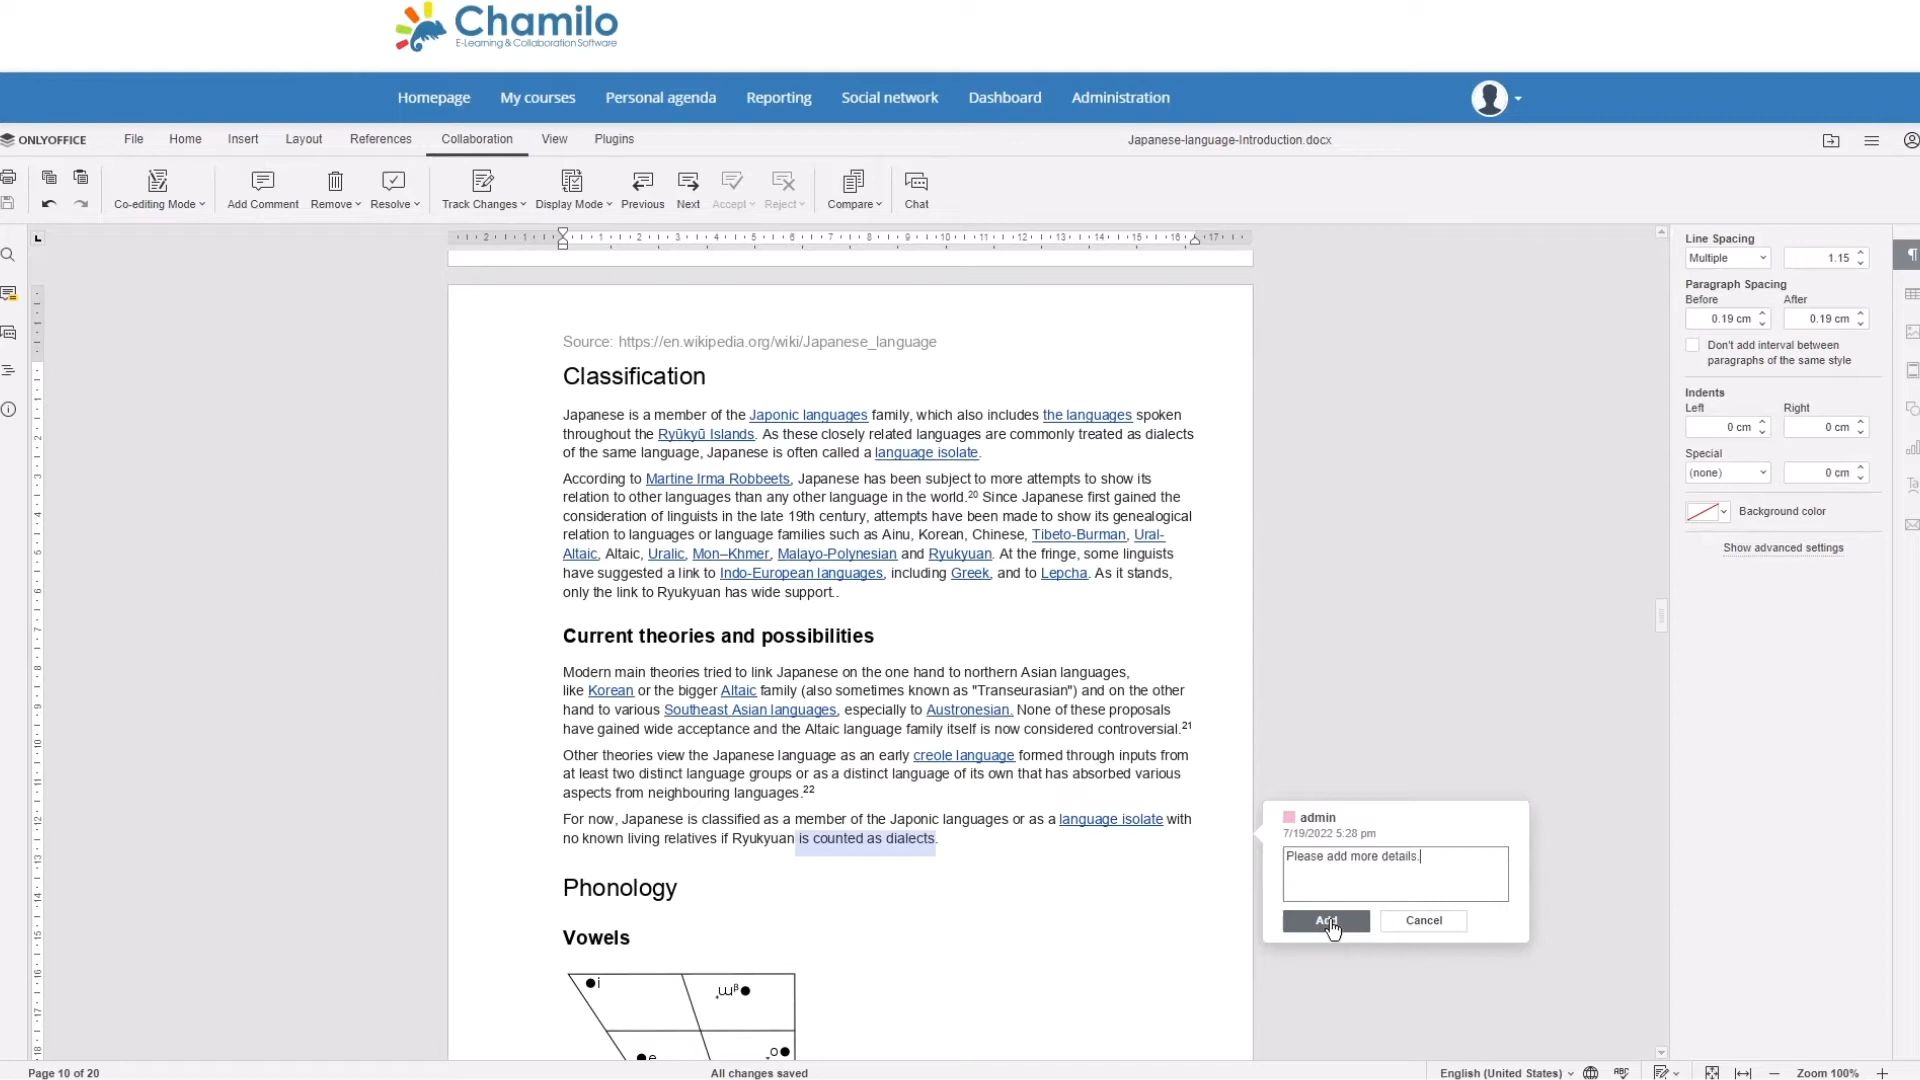 Chamilo
E-Learning & Collaboration Software
Homepage My courses Personal agenda Reporting Social network Dashboard Administration
ONLYOFFICE File Home Insert Layout References Collaboration View Plugins Japanese-language-Introduction.docx
Co-editing Mode Add Comment Remove Resolve Track Changes Display Mode Previous Next Accept Reject Compare Chat
2 1 1 2 3 4 5 6 7 8 9 10 11 12 13 14 15 16 17
Source: https://en.wikipedia.org/wiki/Japanese_language
Classification
Japanese is a member of the Japonic languages family, which also includes the languages spoken
throughout the Ryūkyū Islands. As these closely related languages are commonly treated as dialects
of the same language, Japanese is often called a language isolate.
According to Martine Irma Robbeets, Japanese has been subject to more attempts to show its
relation to other languages than any other language in the world.20 Since Japanese first gained the
consideration of linguists in the late 19th century, attempts have been made to show its genealogical
relation to languages or language families such as Ainu, Korean, Chinese, Tibeto-Burman, Ural-
Altaic, Altaic, Uralic, Mon–Khmer, Malayo-Polynesian and Ryukyuan. At the fringe, some linguists
have suggested a link to Indo-European languages, including Greek, and to Lepcha. As it stands,
only the link to Ryukyuan has wide support..
Current theories and possibilities
Modern main theories tried to link Japanese on the one hand to northern Asian languages,
like Korean or the bigger Altaic family (also sometimes known as "Transeurasian") and on the other
hand to various Southeast Asian languages, especially to Austronesian. None of these proposals
have gained wide acceptance and the Altaic language family itself is now considered controversial.21
Other theories view the Japanese language as an early creole language formed through inputs from
at least two distinct language groups or as a distinct language of its own that has absorbed various
aspects from neighbouring languages.22
For now, Japanese is classified as a member of the Japonic languages or as a language isolate with
no known living relatives if Ryukyuan is counted as dialects.
Phonology
Vowels
i
e
o
admin
7/19/2022 5:28 pm
Please add more details.
Add Cancel
Line Spacing
Multiple 1.15
Paragraph Spacing
Before After
0.19 cm 0.19 cm
Don't add interval between
paragraphs of the same style
Indents
Left Right
0 cm 0 cm
Special
(none) 0 cm
Background color
Show advanced settings
Page 10 of 20 All changes saved English (United States) Zoom 100%